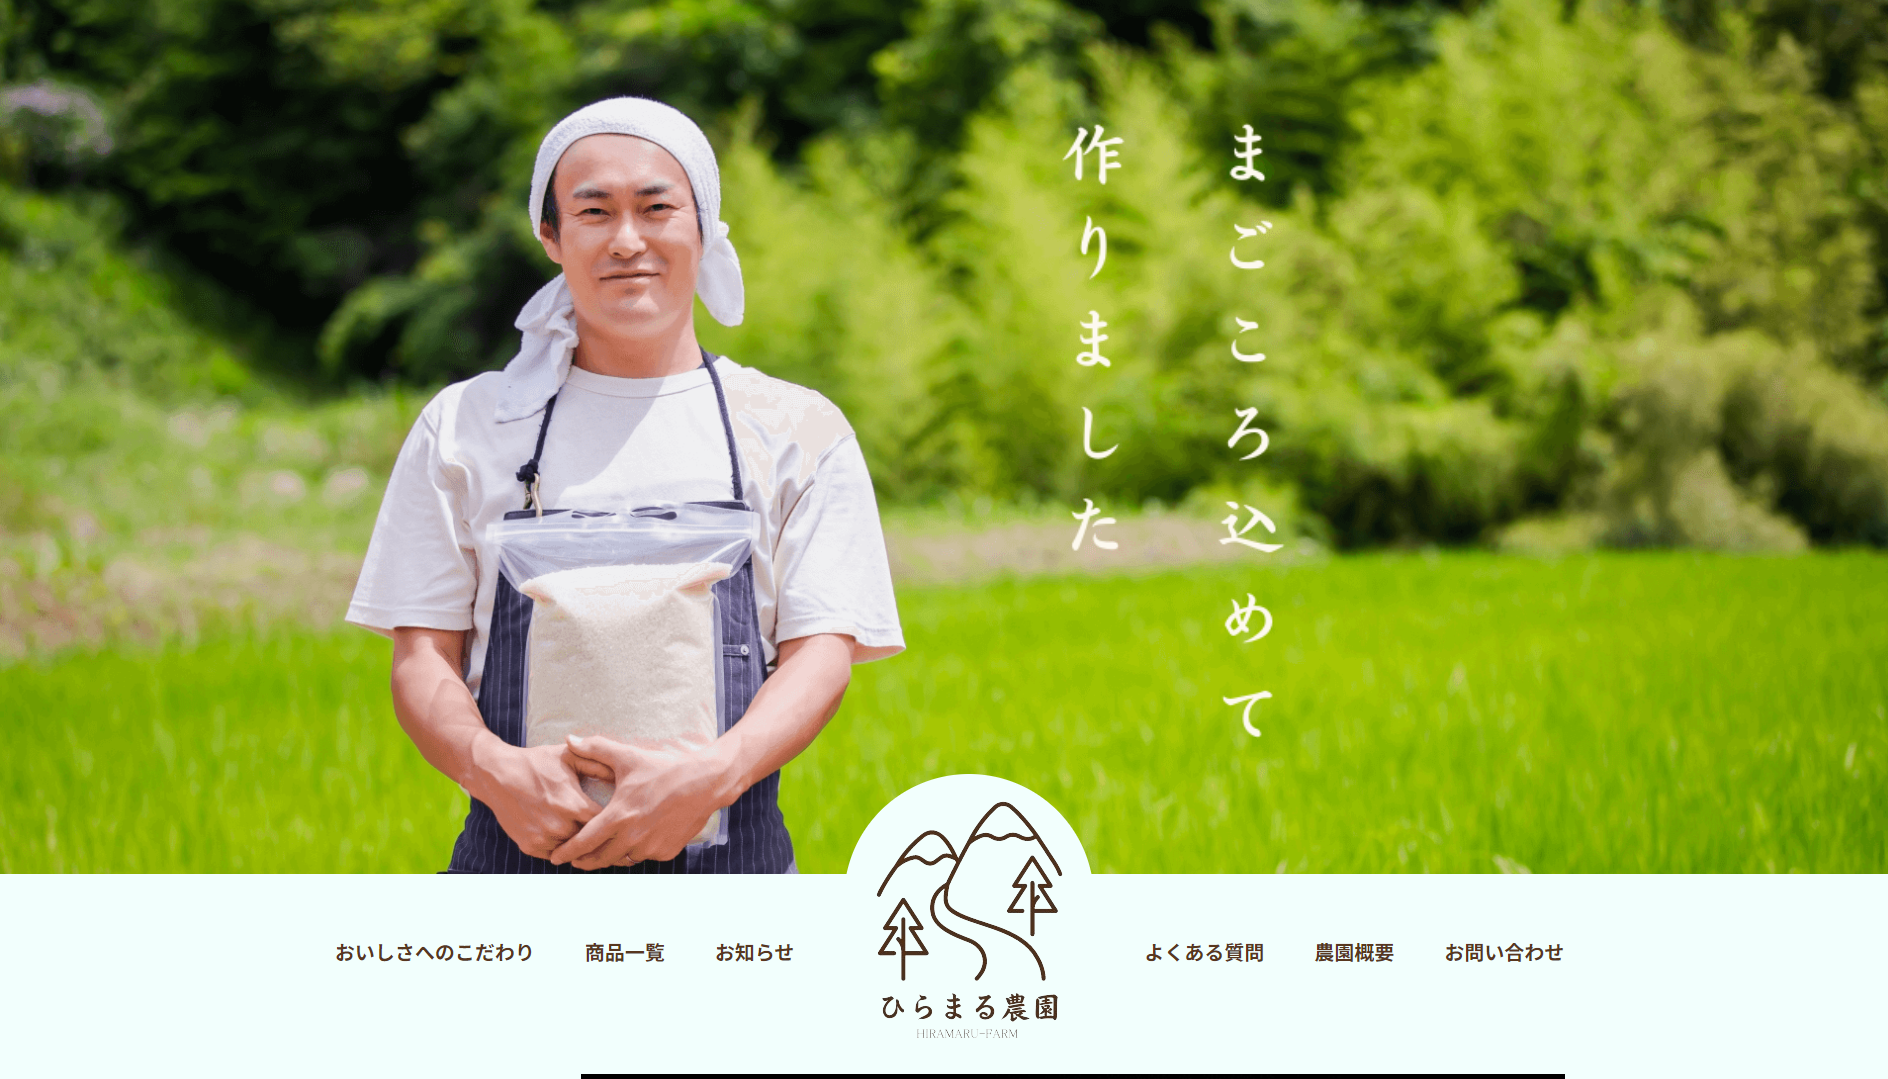 まごころ込めて
作りました
おいしさへのこだわり
商品一覧
お知らせ
ひらまる農園
HIRAMARU-FARM
よくある質問
農園概要
お問い合わせ